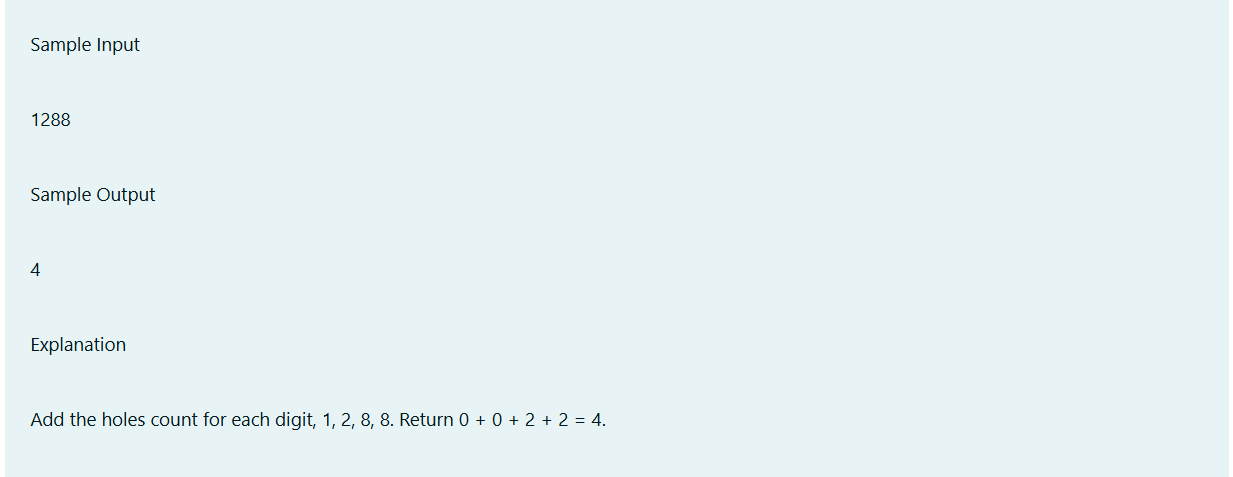 Sample Input
1288
Sample Output
4
Explanation
Add the holes count for each digit, 1, 2, 8, 8. Return 0 + 0 + 2 + 2 = 4.